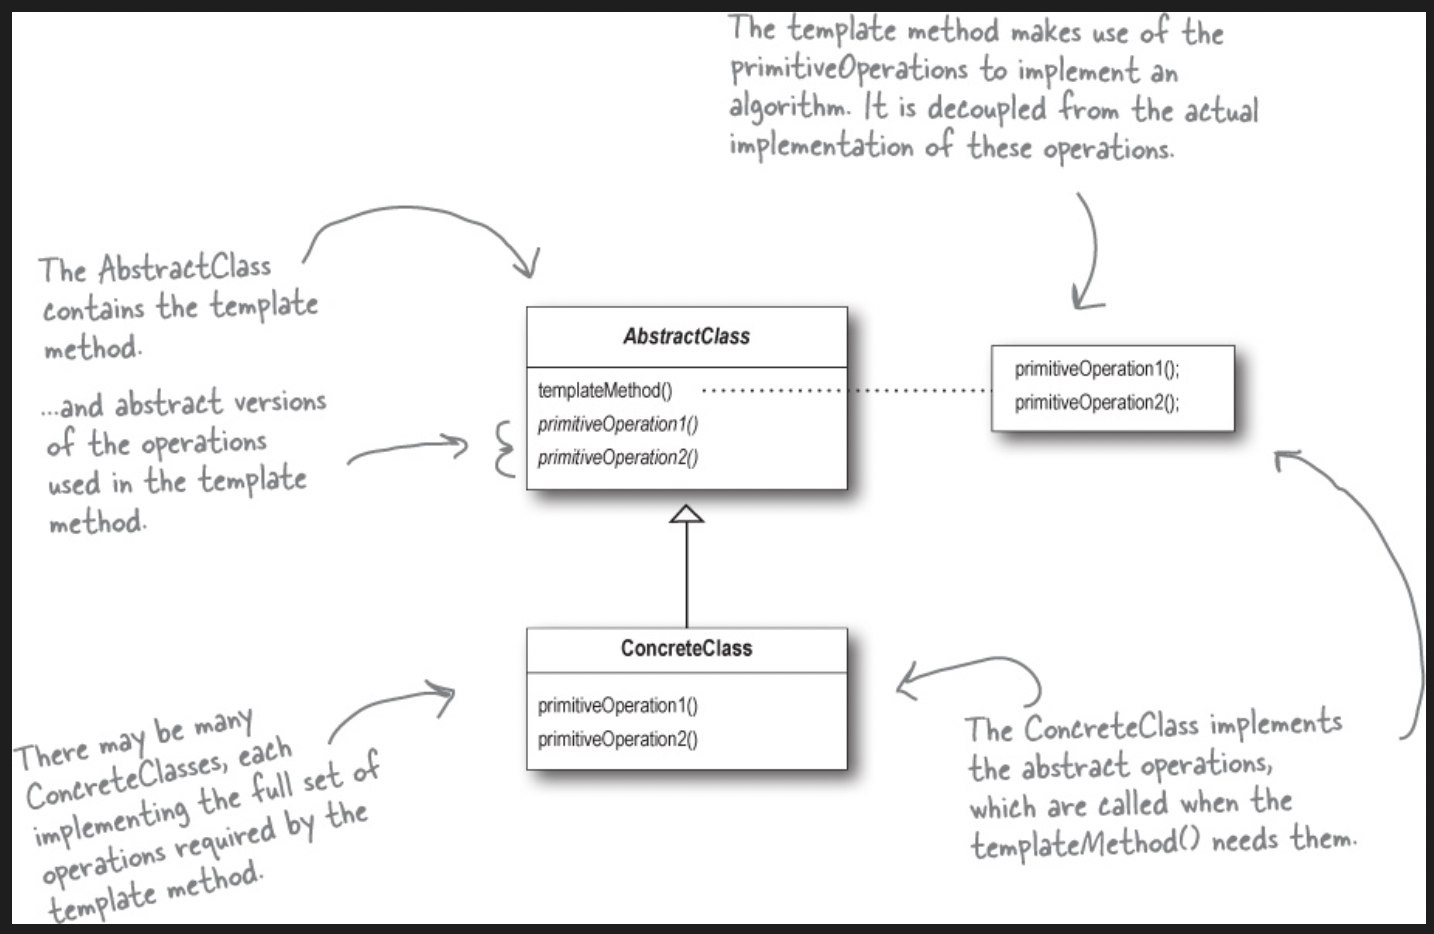 The template method makes use of the
primitiveOperations to implement an
algorithm. It is decoupled from the actual
implementation of these operations.
The AbstractClass
contains the template
method.
...and abstract versions
of the operations
used in the template
method.
AbstractClass
templateMethod()
primitiveOperation1()
primitiveOperation2()
primitiveOperation1();
primitiveOperation2();
ConcreteClass
primitiveOperation1()
primitiveOperation2()
There may be many
ConcreteClasses, each
implementing the full set of
operations required by the
template method.
The ConcreteClass implements
the abstract operations,
which are called when the
templateMethod() needs them.